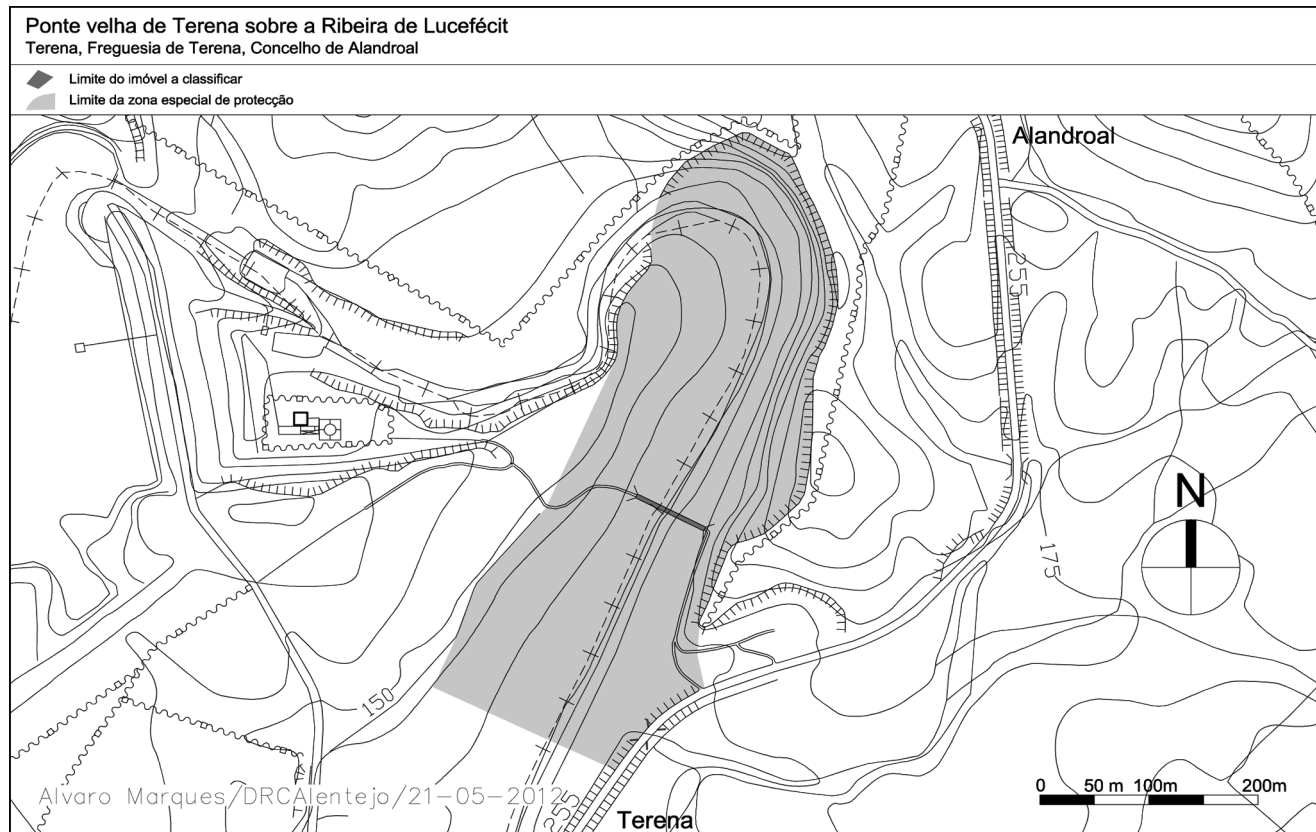 Ponte velha de Terena sobre a Ribeira de Lucefécit
Terena, Freguesia de Terena, Concelho de Alandroal
Limite do imóvel a classificar
Limite da zona especial de protecção
Alandroal
255
N
175
150
0 50 m 100m 200m
Alvaro Marques/DRCAlentejo/21-05-2012
255
Terena